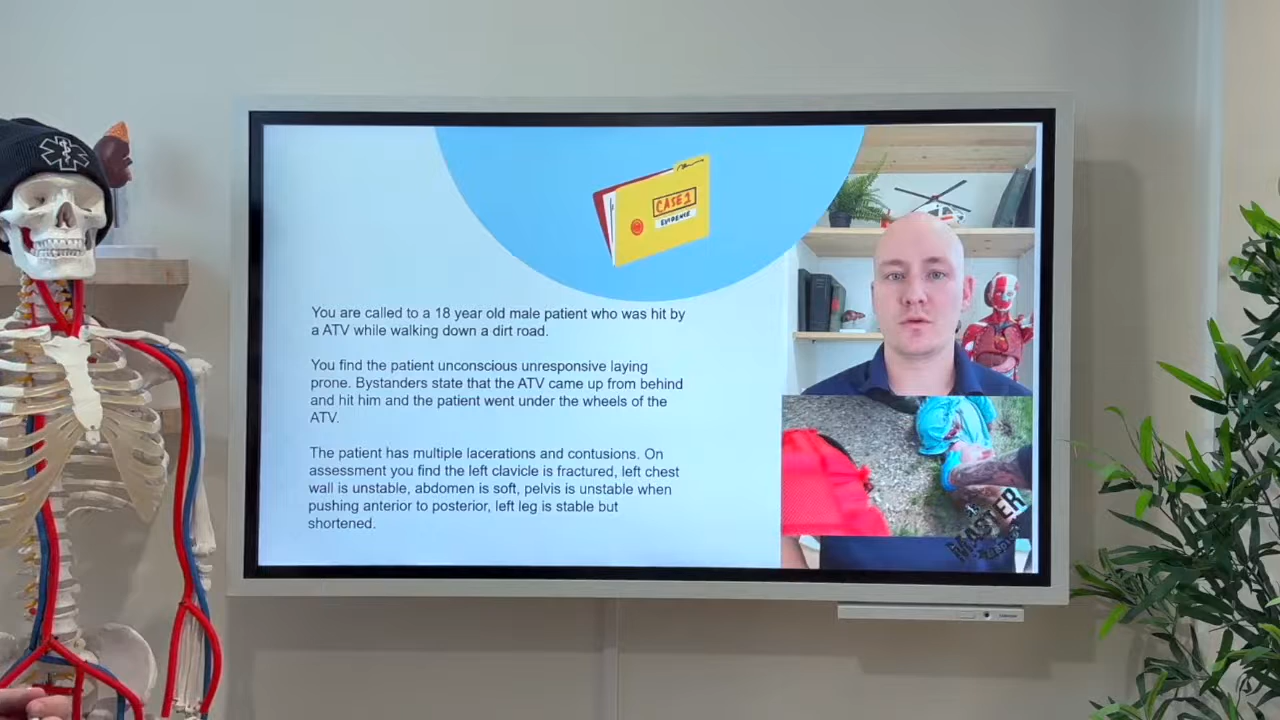 CASE 1
EVIDENCE
You are called to a 18 year old male patient who was hit by
a ATV while walking down a dirt road.
You find the patient unconscious unresponsive laying
prone. Bystanders state that the ATV came up from behind
and hit him and the patient went under the wheels of the
ATV.
The patient has multiple lacerations and contusions. On
assessment you find the left clavicle is fractured, left chest
wall is unstable, abdomen is soft, pelvis is unstable when
pushing anterior to posterior, left leg is stable but
shortened.
MASTER